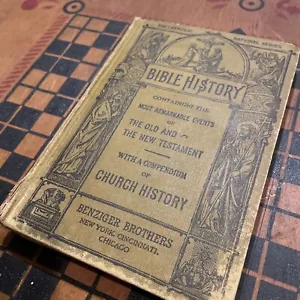 BIBLE HISTORY
CONTAINING THE
MOST REMARKABLE EVENTS
OF
THE OLD AND
THE NEW TESTAMENT
WITH A COMPENDIUM
OF
CHURCH HISTORY
BENZIGER BROTHERS
NEW YORK, CINCINNATI,
CHICAGO